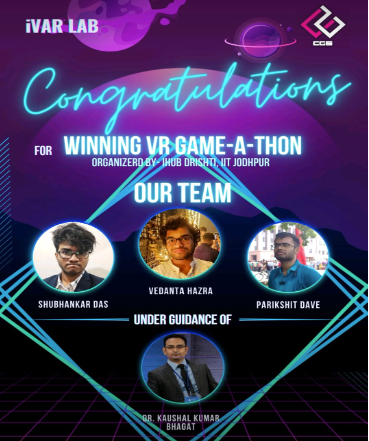 iVAR LAB
CCS
Congratulations
FOR WINNING VR GAME-A-THON
ORGANIZERD BY- IHUB DRISHTI, IIT JODHPUR
OUR TEAM
SHUBHANKAR DAS
VEDANTA HAZRA
PARIKSHIT DAVE
UNDER GUIDANCE OF
DR. KAUSHAL KUMAR
BHAGAT